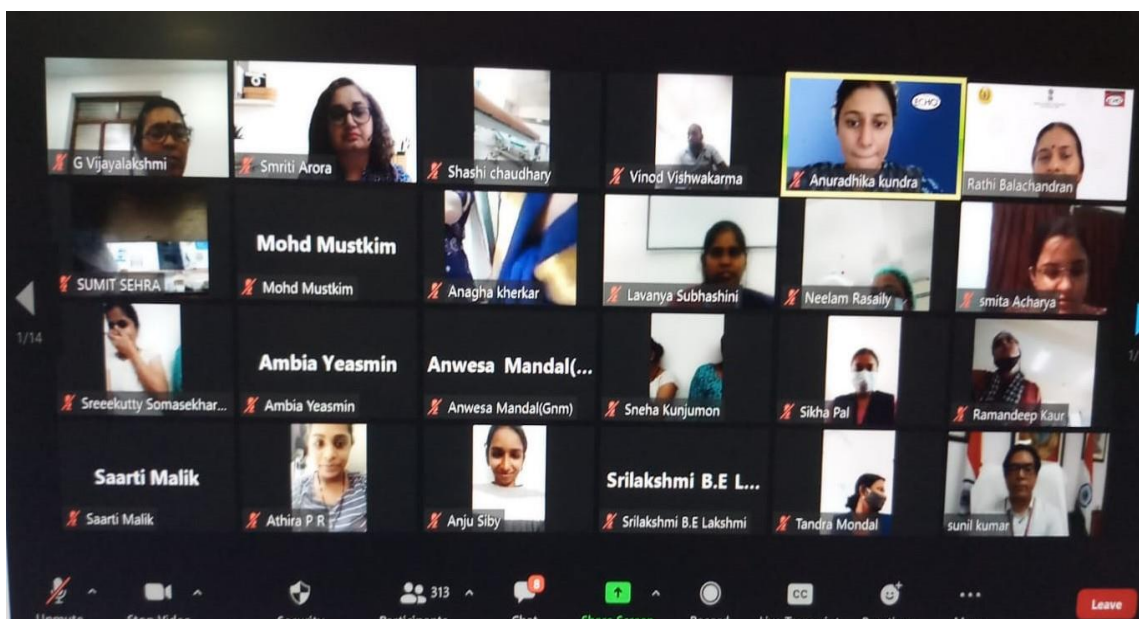 G Vijayalakshmi
Smriti Arora
Shashi chaudhary
Vinod Vishwakarma
ECHO
Anuradhika kundra
Rathi Balachandran
SUMIT SEHRA
Mohd Mustkim
Mohd Mustkim
Anagha kherkar
Lavanya Subhashini
Neelam Rasaily
smita Acharya
1/14
Sreeekutty Somasekhar...
Ambia Yeasmin
Ambia Yeasmin
Anwesa Mandal(...
Anwesa Mandal(Gnm)
Sneha Kunjumon
Sikha Pal
Ramandeep Kaur
1/
Saarti Malik
Saarti Malik
Athira P R
Anju Siby
Srilakshmi B.E L...
Srilakshmi B.E Lakshmi
Tandra Mondal
sunil kumar
313
8
CC
Leave